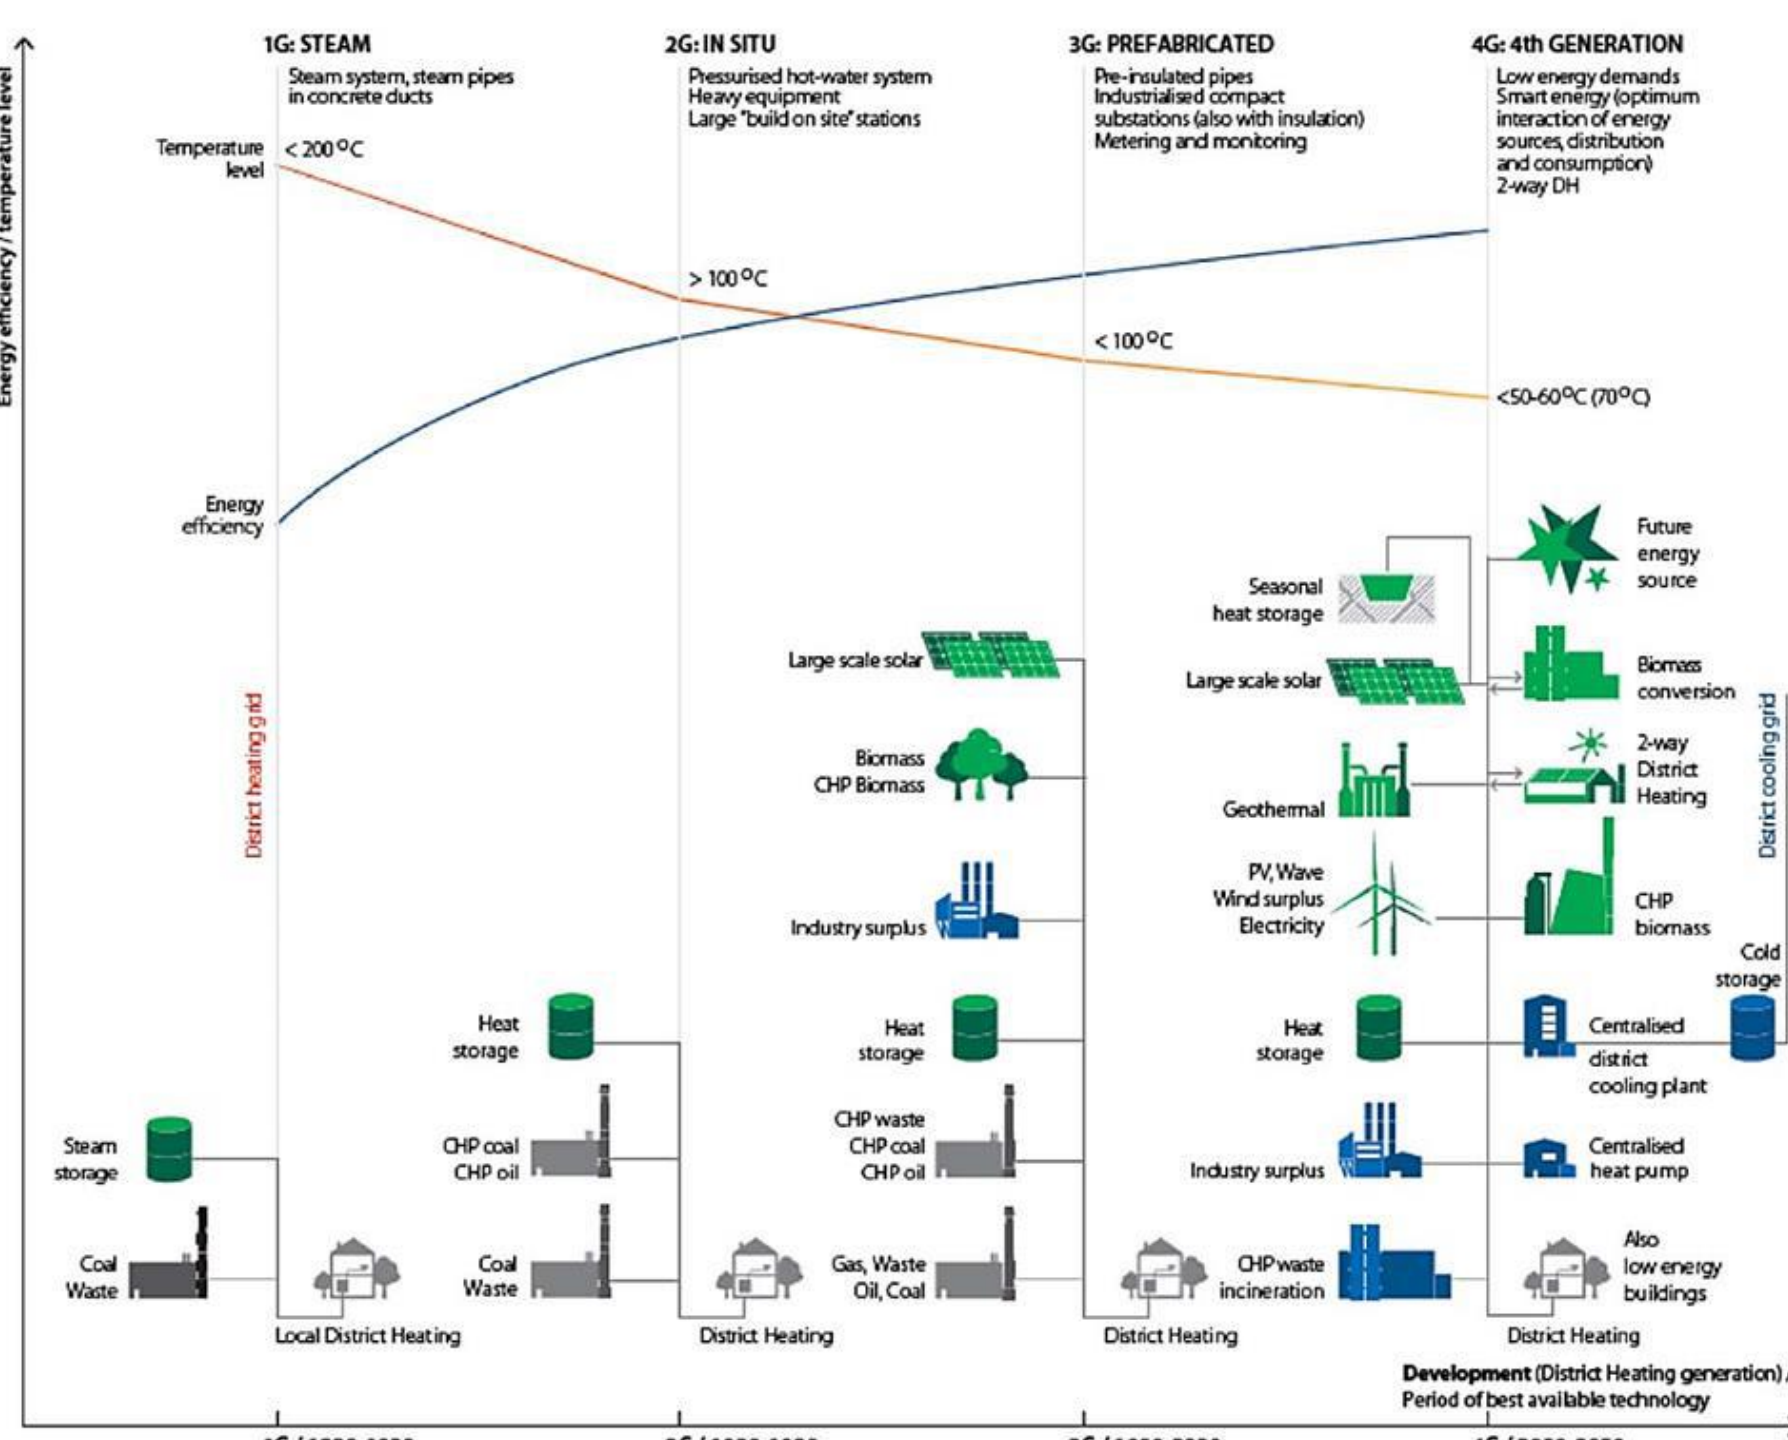 Energy efficiency / temperature level
1G: STEAM
Steam system, steam pipes
in concrete ducts
2G: IN SITU
Pressurised hot-water system
Heavy equipment
Large "build on site" stations
3G: PREFABRICATED
Pre-insulated pipes
Industrialised compact
substations (also with insulation)
Metering and monitoring
4G: 4th GENERATION
Low energy demands
Smart energy (optimum
interaction of energy
sources, distribution
and consumption)
2-way DH
Temperature
level
< 200 °C
> 100 °C
< 100 °C
<50-60°C (70°C)
Energy
efficiency
District heating grid
Steam
storage
Coal
Waste
Local District Heating
Heat
storage
CHP coal
CHP oil
Coal
Waste
District Heating
Large scale solar
Biomass
CHP Biomass
Industry surplus
Heat
storage
CHP waste
CHP coal
CHP oil
Gas, Waste
Oil, Coal
District Heating
Seasonal
heat storage
Large scale solar
Geothermal
PV, Wave
Wind surplus
Electricity
Heat
storage
Industry surplus
CHP waste
incineration
Future
energy
source
Biomass
conversion
2-way
District
Heating
CHP
biomass
Cold
storage
Centralised
district
cooling plant
Centralised
heat pump
Also
low energy
buildings
District Heating
District cooling grid
Development (District Heating generation) /
Period of best available technology